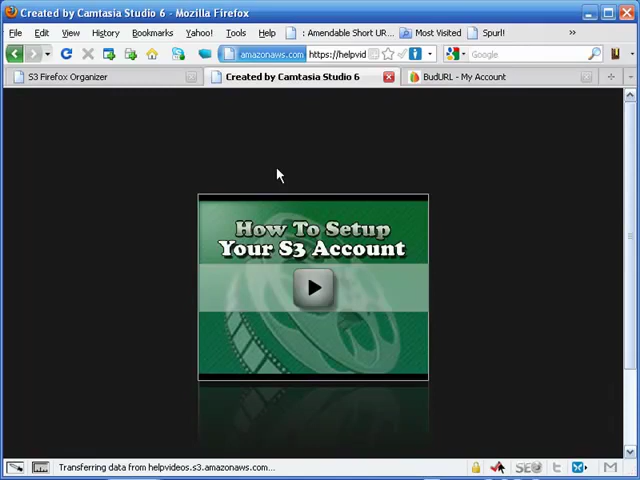 Created by Camtasia Studio 6 - Mozilla Firefox
File Edit View History Bookmarks Yahoo! Tools Help : Amendable Short UR... Most Visited Spurl! »
amazonaws.com https://helpvid Google
S3 Firefox Organizer Created by Camtasia Studio 6 BudURL - My Account
How To Setup
Your S3 Account
Transferring data from helpvideos.s3.amazonaws.com... SEO